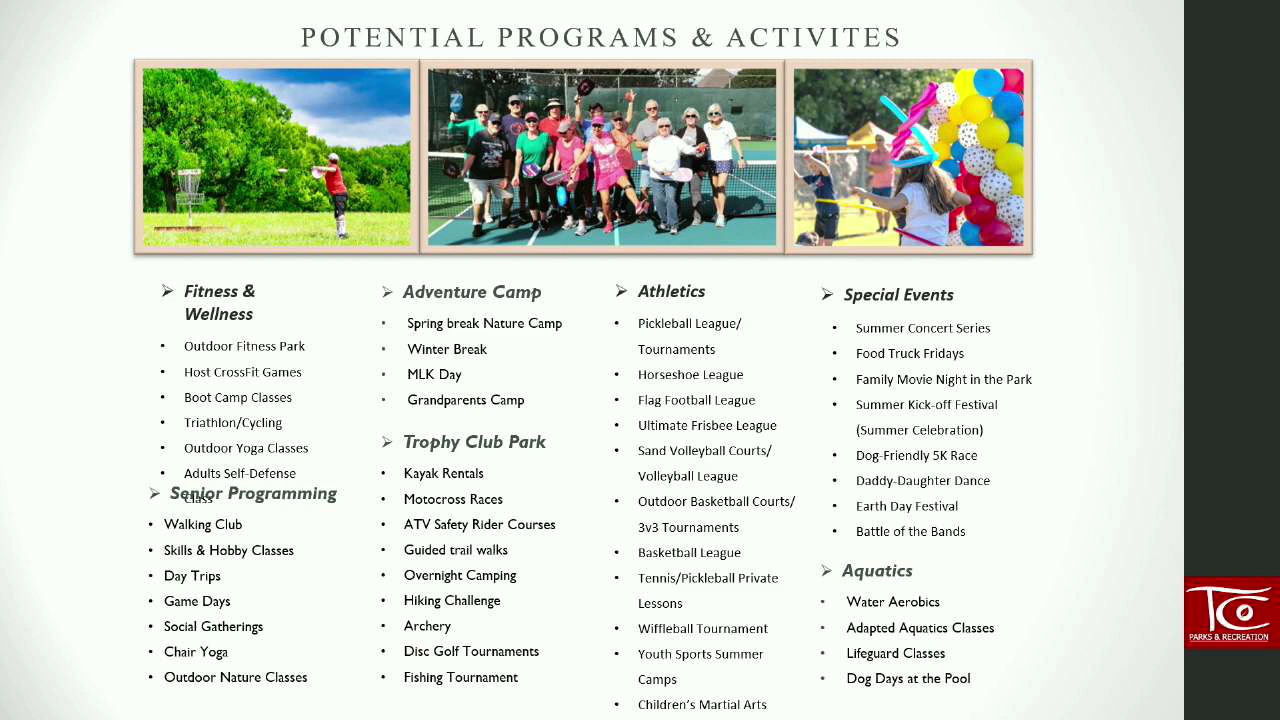 POTENTIAL PROGRAMS & ACTIVITES
Fitness &
Wellness
Outdoor Fitness Park
Host CrossFit Games
Boot Camp Classes
Triathlon/Cycling
Outdoor Yoga Classes
Adults Self-Defense
Class
Senior Programming
Walking Club
Skills & Hobby Classes
Day Trips
Game Days
Social Gatherings
Chair Yoga
Outdoor Nature Classes
Adventure Camp
Spring break Nature Camp
Winter Break
MLK Day
Grandparents Camp
Trophy Club Park
Kayak Rentals
Motocross Races
ATV Safety Rider Courses
Guided trail walks
Overnight Camping
Hiking Challenge
Archery
Disc Golf Tournaments
Fishing Tournament
Athletics
Pickleball League/
Tournaments
Horseshoe League
Flag Football League
Ultimate Frisbee League
Sand Volleyball Courts/
Volleyball League
Outdoor Basketball Courts/
3v3 Tournaments
Basketball League
Tennis/Pickleball Private
Lessons
Wiffleball Tournament
Youth Sports Summer
Camps
Children's Martial Arts
Special Events
Summer Concert Series
Food Truck Fridays
Family Movie Night in the Park
Summer Kick-off Festival
(Summer Celebration)
Dog-Friendly 5K Race
Daddy-Daughter Dance
Earth Day Festival
Battle of the Bands
Aquatics
Water Aerobics
Adapted Aquatics Classes
Lifeguard Classes
Dog Days at the Pool
TC
PARKS & RECREATION